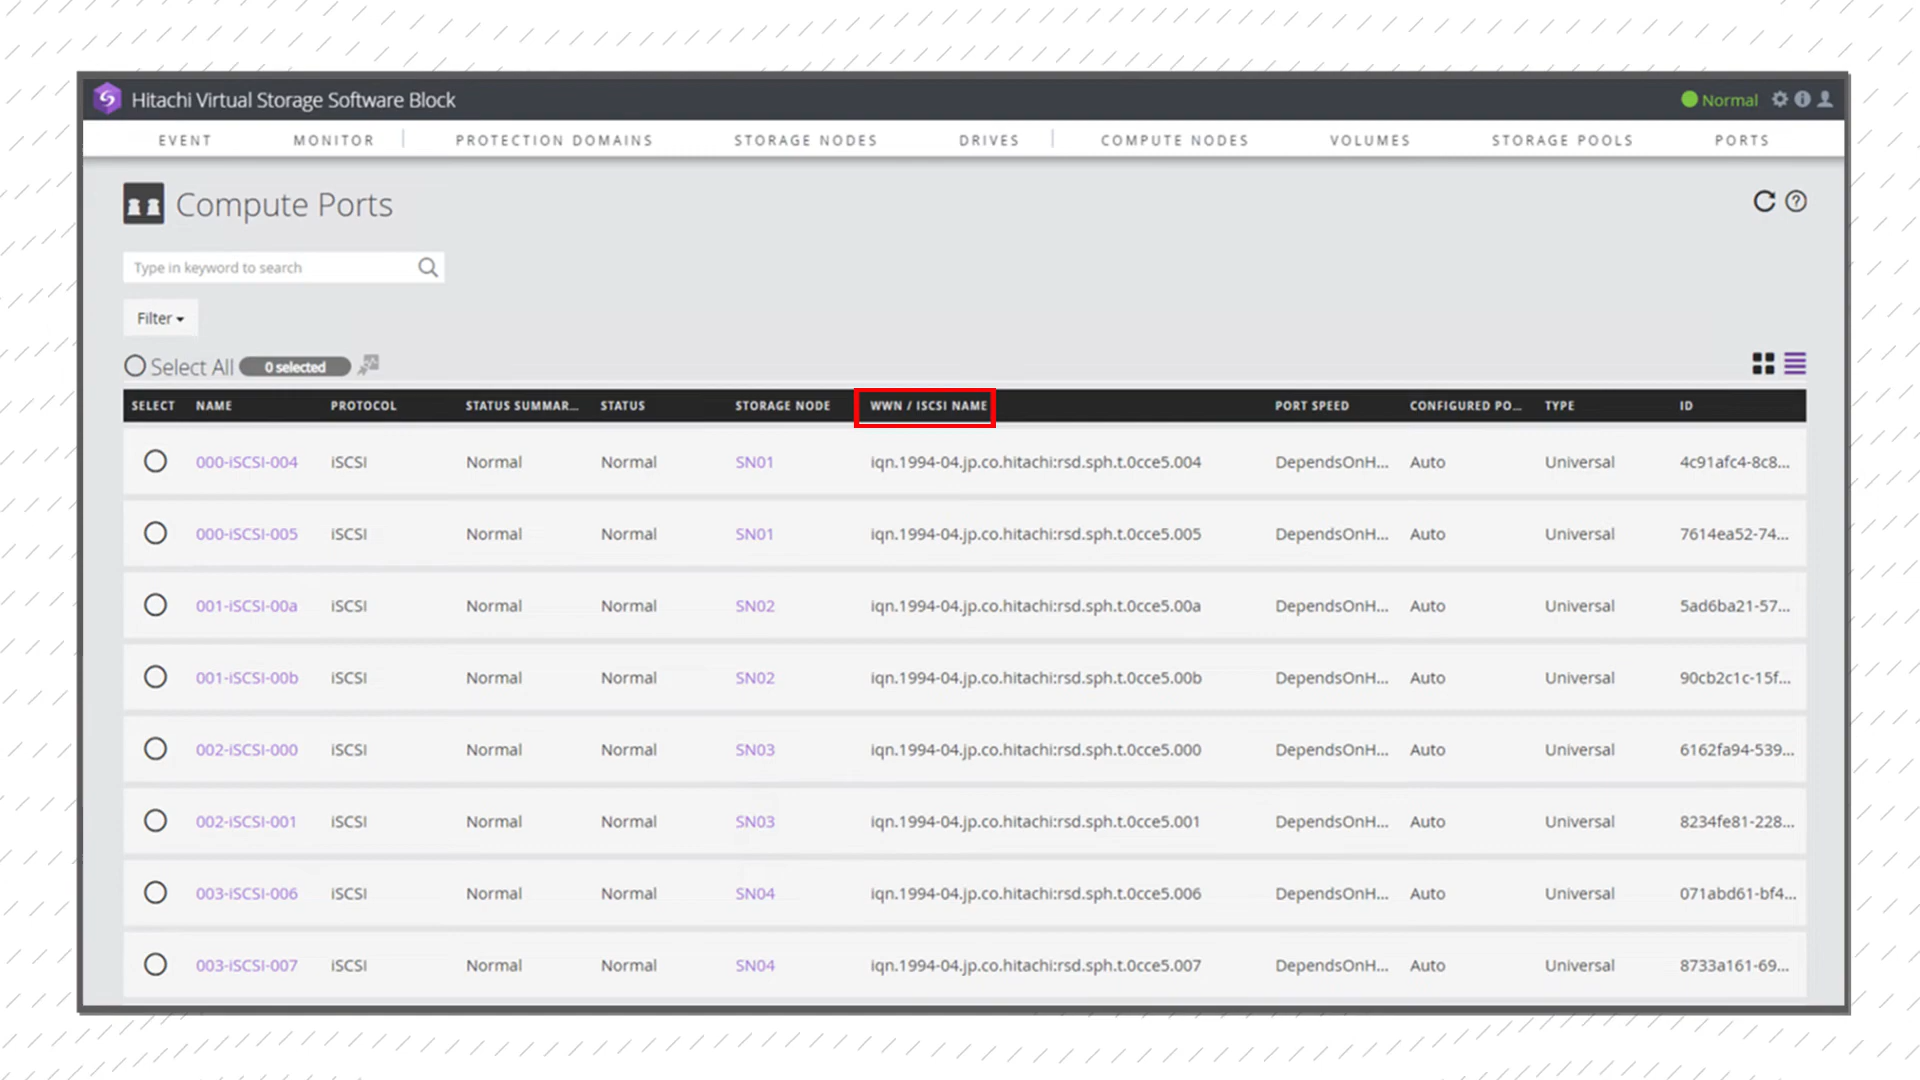 Hitachi Virtual Storage Software Block
Normal
EVENT MONITOR PROTECTION DOMAINS STORAGE NODES DRIVES COMPUTE NODES VOLUMES STORAGE POOLS PORTS
Compute Ports
Type in keyword to search
Filter
Select All 0 selected
SELECT NAME PROTOCOL STATUS SUMMAR... STATUS STORAGE NODE WWN / ISCSI NAME PORT SPEED CONFIGURED PO... TYPE ID
000-iSCSI-004 iSCSI Normal Normal SN01 iqn.1994-04.jp.co.hitachi:rsd.sph.t.0cce5.004 DependsOnH... Auto Universal 4c91afc4-8c8...
000-iSCSI-005 iSCSI Normal Normal SN01 iqn.1994-04.jp.co.hitachi:rsd.sph.t.0cce5.005 DependsOnH... Auto Universal 7614ea52-74...
001-iSCSI-00a iSCSI Normal Normal SN02 iqn.1994-04.jp.co.hitachi:rsd.sph.t.0cce5.00a DependsOnH... Auto Universal 5ad6ba21-57...
001-iSCSI-00b iSCSI Normal Normal SN02 iqn.1994-04.jp.co.hitachi:rsd.sph.t.0cce5.00b DependsOnH... Auto Universal 90cb2c1c-15f...
002-iSCSI-000 iSCSI Normal Normal SN03 iqn.1994-04.jp.co.hitachi:rsd.sph.t.0cce5.000 DependsOnH... Auto Universal 6162fa94-539...
002-iSCSI-001 iSCSI Normal Normal SN03 iqn.1994-04.jp.co.hitachi:rsd.sph.t.0cce5.001 DependsOnH... Auto Universal 8234fe81-228...
003-iSCSI-006 iSCSI Normal Normal SN04 iqn.1994-04.jp.co.hitachi:rsd.sph.t.0cce5.006 DependsOnH... Auto Universal 071abd61-bf4...
003-iSCSI-007 iSCSI Normal Normal SN04 iqn.1994-04.jp.co.hitachi:rsd.sph.t.0cce5.007 DependsOnH... Auto Universal 8733a161-69...